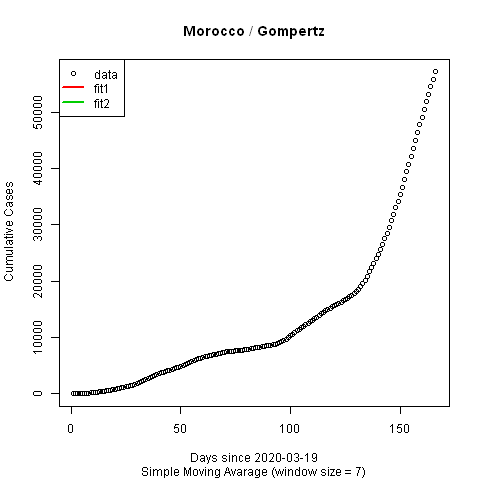 Morocco / Gompertz
data
fit1
fit2
Cumulative Cases
50000
40000
30000
20000
10000
0
0 50 100 150
Days since 2020-03-19
Simple Moving Avarage (window size = 7)